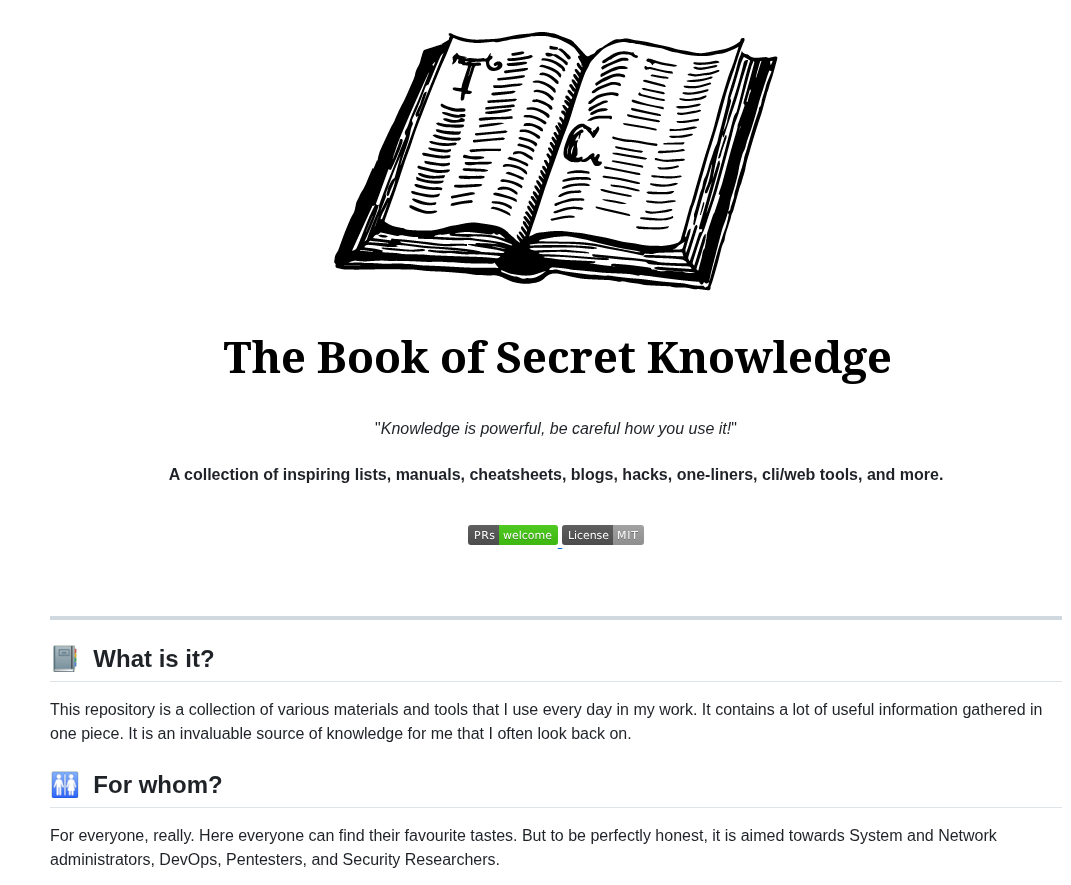 T
C
The Book of Secret Knowledge
"Knowledge is powerful, be careful how you use it!"
A collection of inspiring lists, manuals, cheatsheets, blogs, hacks, one-liners, cli/web tools, and more.
PRs welcome License MIT
What is it?
This repository is a collection of various materials and tools that I use every day in my work. It contains a lot of useful information gathered in
one piece. It is an invaluable source of knowledge for me that I often look back on.
For whom?
For everyone, really. Here everyone can find their favourite tastes. But to be perfectly honest, it is aimed towards System and Network
administrators, DevOps, Pentesters, and Security Researchers.